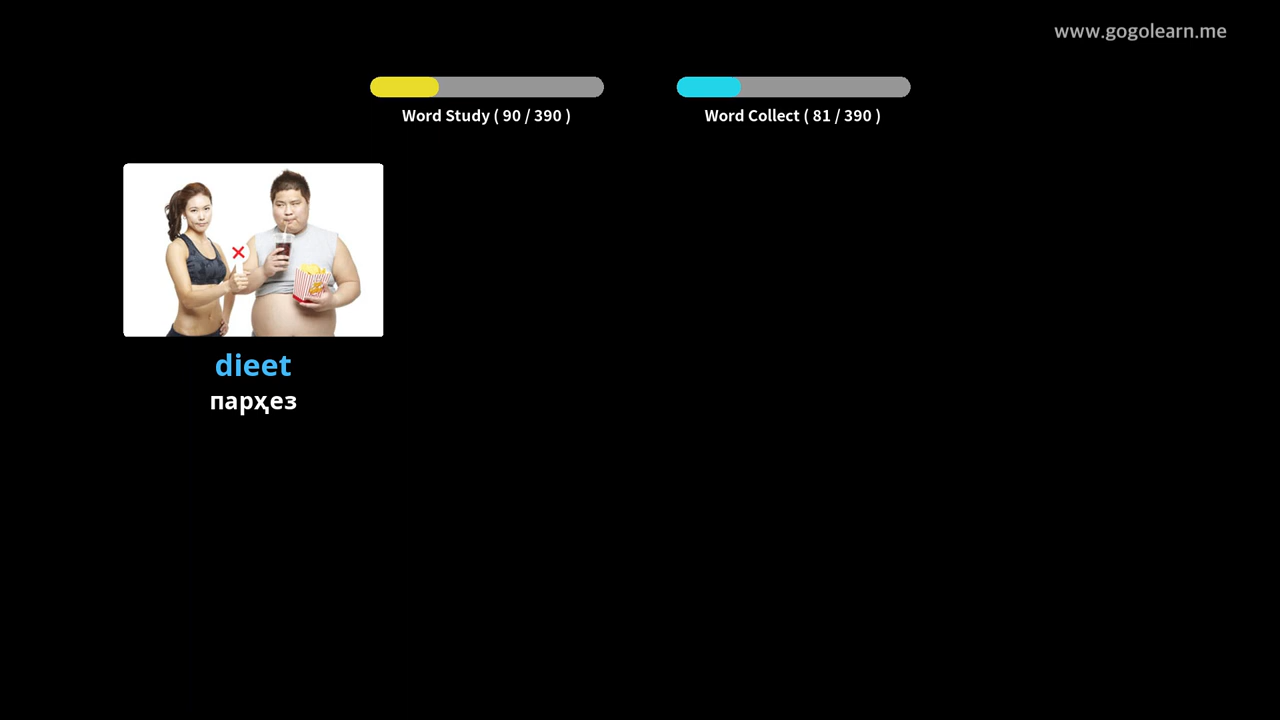 www.gogolearn.me
Word Study ( 90 / 390 )
Word Collect ( 81 / 390 )
dieet
парҳез